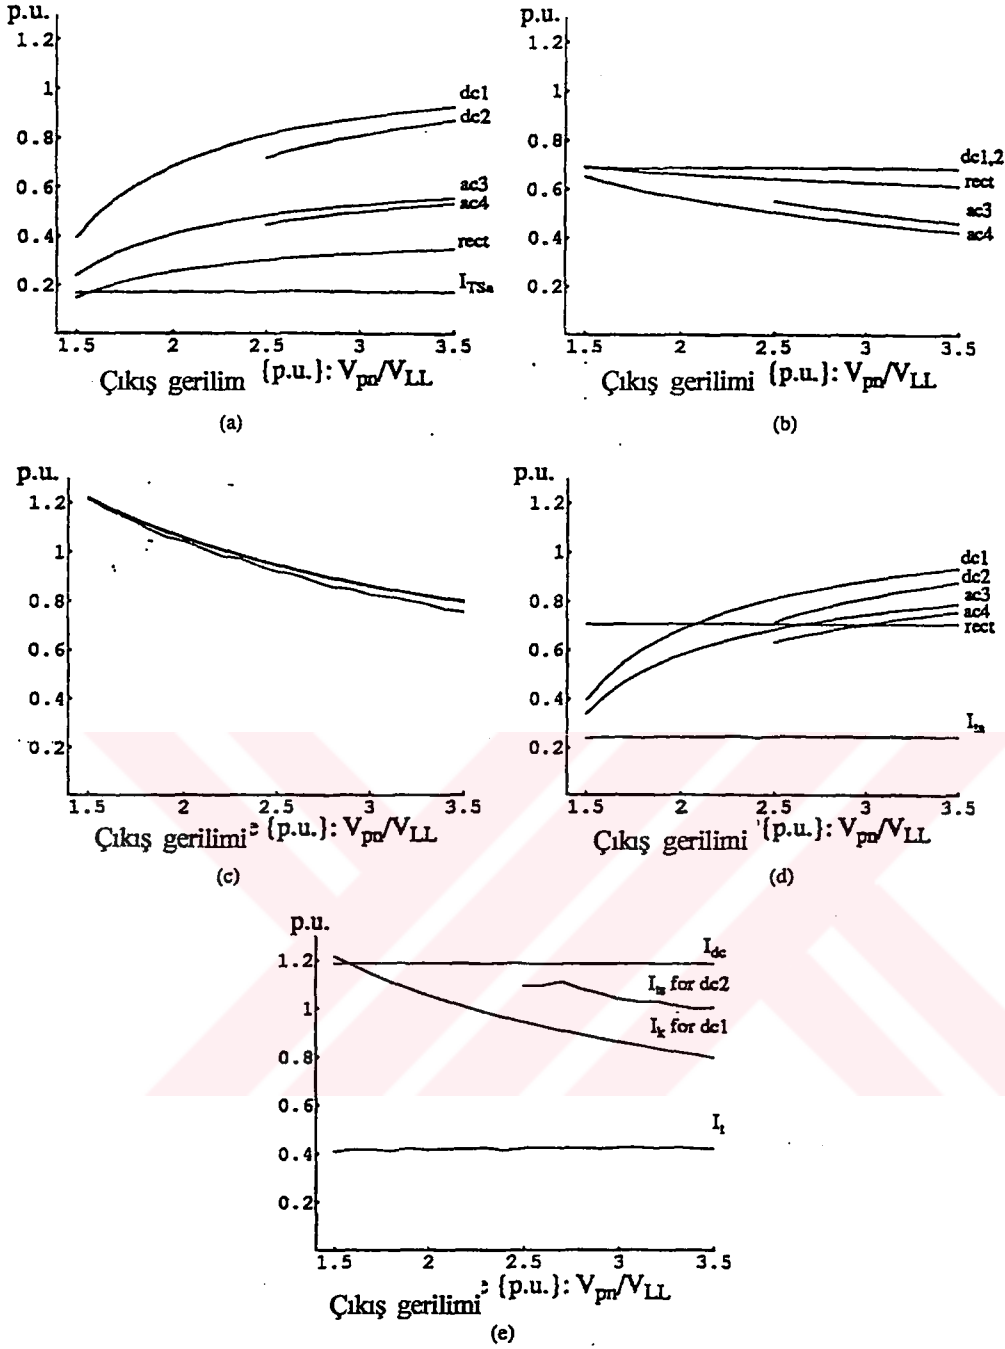 p.u.
1.2
1
0.8
0.6
0.4
0.2
dc1
dc2
ac3
ac4
rect
I_TSa
1.5 2 2.5 3 3.5
Çıkış gerilim {p.u.}: V_pn/V_LL
(a)
p.u.
1.2
1
0.8
0.6
0.4
0.2
dc1,2
rect
ac3
ac4
1.5 2 2.5 3 3.5
Çıkış gerilimi {p.u.}: V_pn/V_LL
(b)
p.u.
1.2
1
0.8
0.6
0.4
0.2
1.5 2 2.5 3 3.5
Çıkış gerilimi e {p.u.}: V_pn/V_LL
(c)
p.u.
1.2
1
0.8
0.6
0.4
0.2
dc1
dc2
ac3
ac4
rect
1.5 2 2.5 3 3.5
Çıkış gerilimi {p.u.}: V_pn/V_LL
(d)
p.u.
1.2
1
0.8
0.6
0.4
0.2
I_dc
for dc2
I_k for dc1
I_t
1.5 2 2.5 3 3.5
Çıkış gerilimi {p.u.}: V_pn/V_LL
(e)